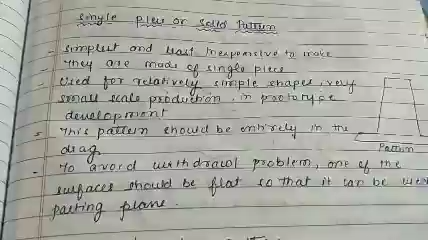 Single piece or Solid Pattern
- simplest and least inexpensive to make
- They are made of single piece
- Used for relatively simple shapes, very
small scale production, in prototype
development
- This pattern should be entirely in the
drag
- To avoid withdrawl problem, one of the
surfaces should be flat so that it can be
parting plane.
Pattern